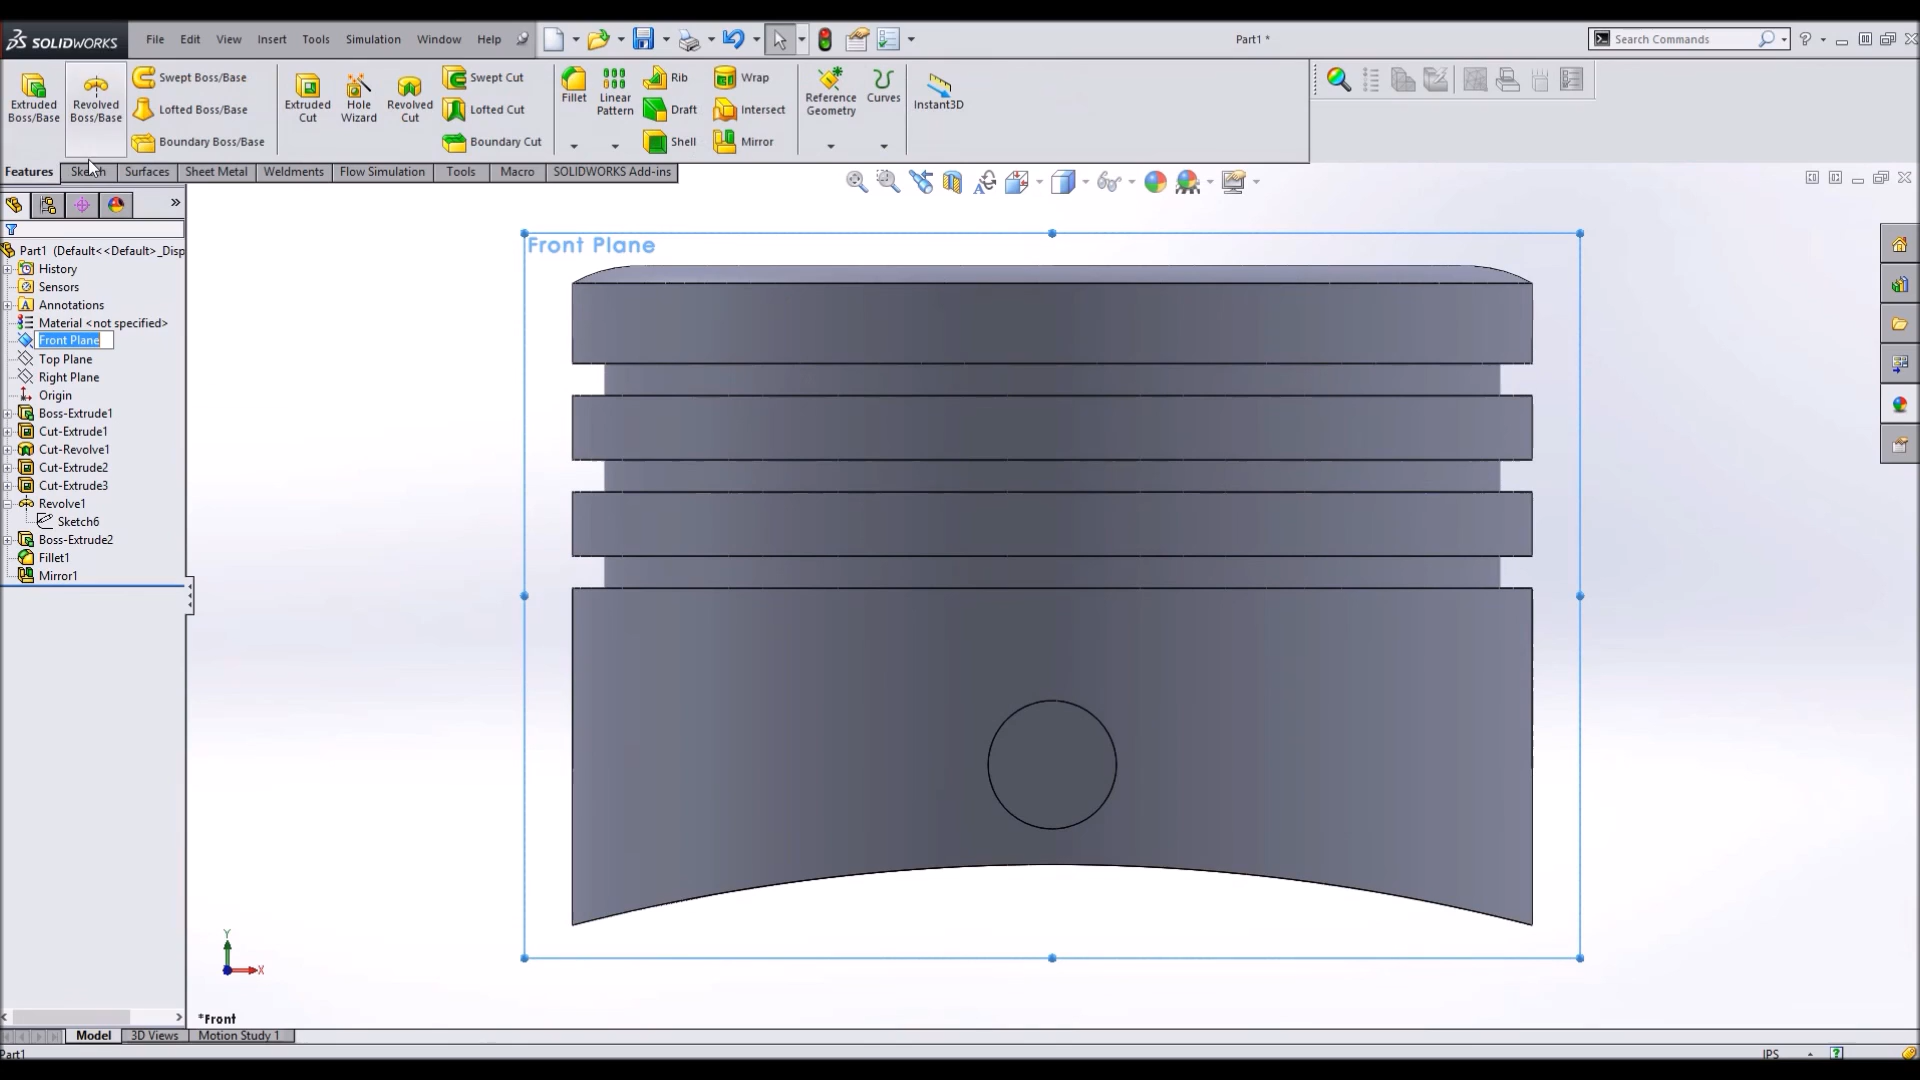 SOLIDWORKS File Edit View Insert Tools Simulation Window Help Part1 * Search Commands ?
Extruded Boss/Base
Revolved Boss/Base
Swept Boss/Base
Lofted Boss/Base
Boundary Boss/Base
Extruded Cut
Hole Wizard
Revolved Cut
Swept Cut
Lofted Cut
Boundary Cut
Fillet
Linear Pattern
Rib
Draft
Shell
Wrap
Intersect
Mirror
Reference Geometry
Curves
Instant3D
Features Sketch Surfaces Sheet Metal Weldments Flow Simulation Tools Macro SOLIDWORKS Add-ins
»
Part1 (Default<<Default>_Disp
History
Sensors
Annotations
Material <not specified>
Front Plane
Top Plane
Right Plane
Origin
Boss-Extrude1
Cut-Extrude1
Cut-Revolve1
Cut-Extrude2
Cut-Extrude3
Revolve1
Sketch6
Boss-Extrude2
Fillet1
Mirror1
Front Plane
Y
X
*Front
Model 3D Views Motion Study 1
Part1 IPS ?